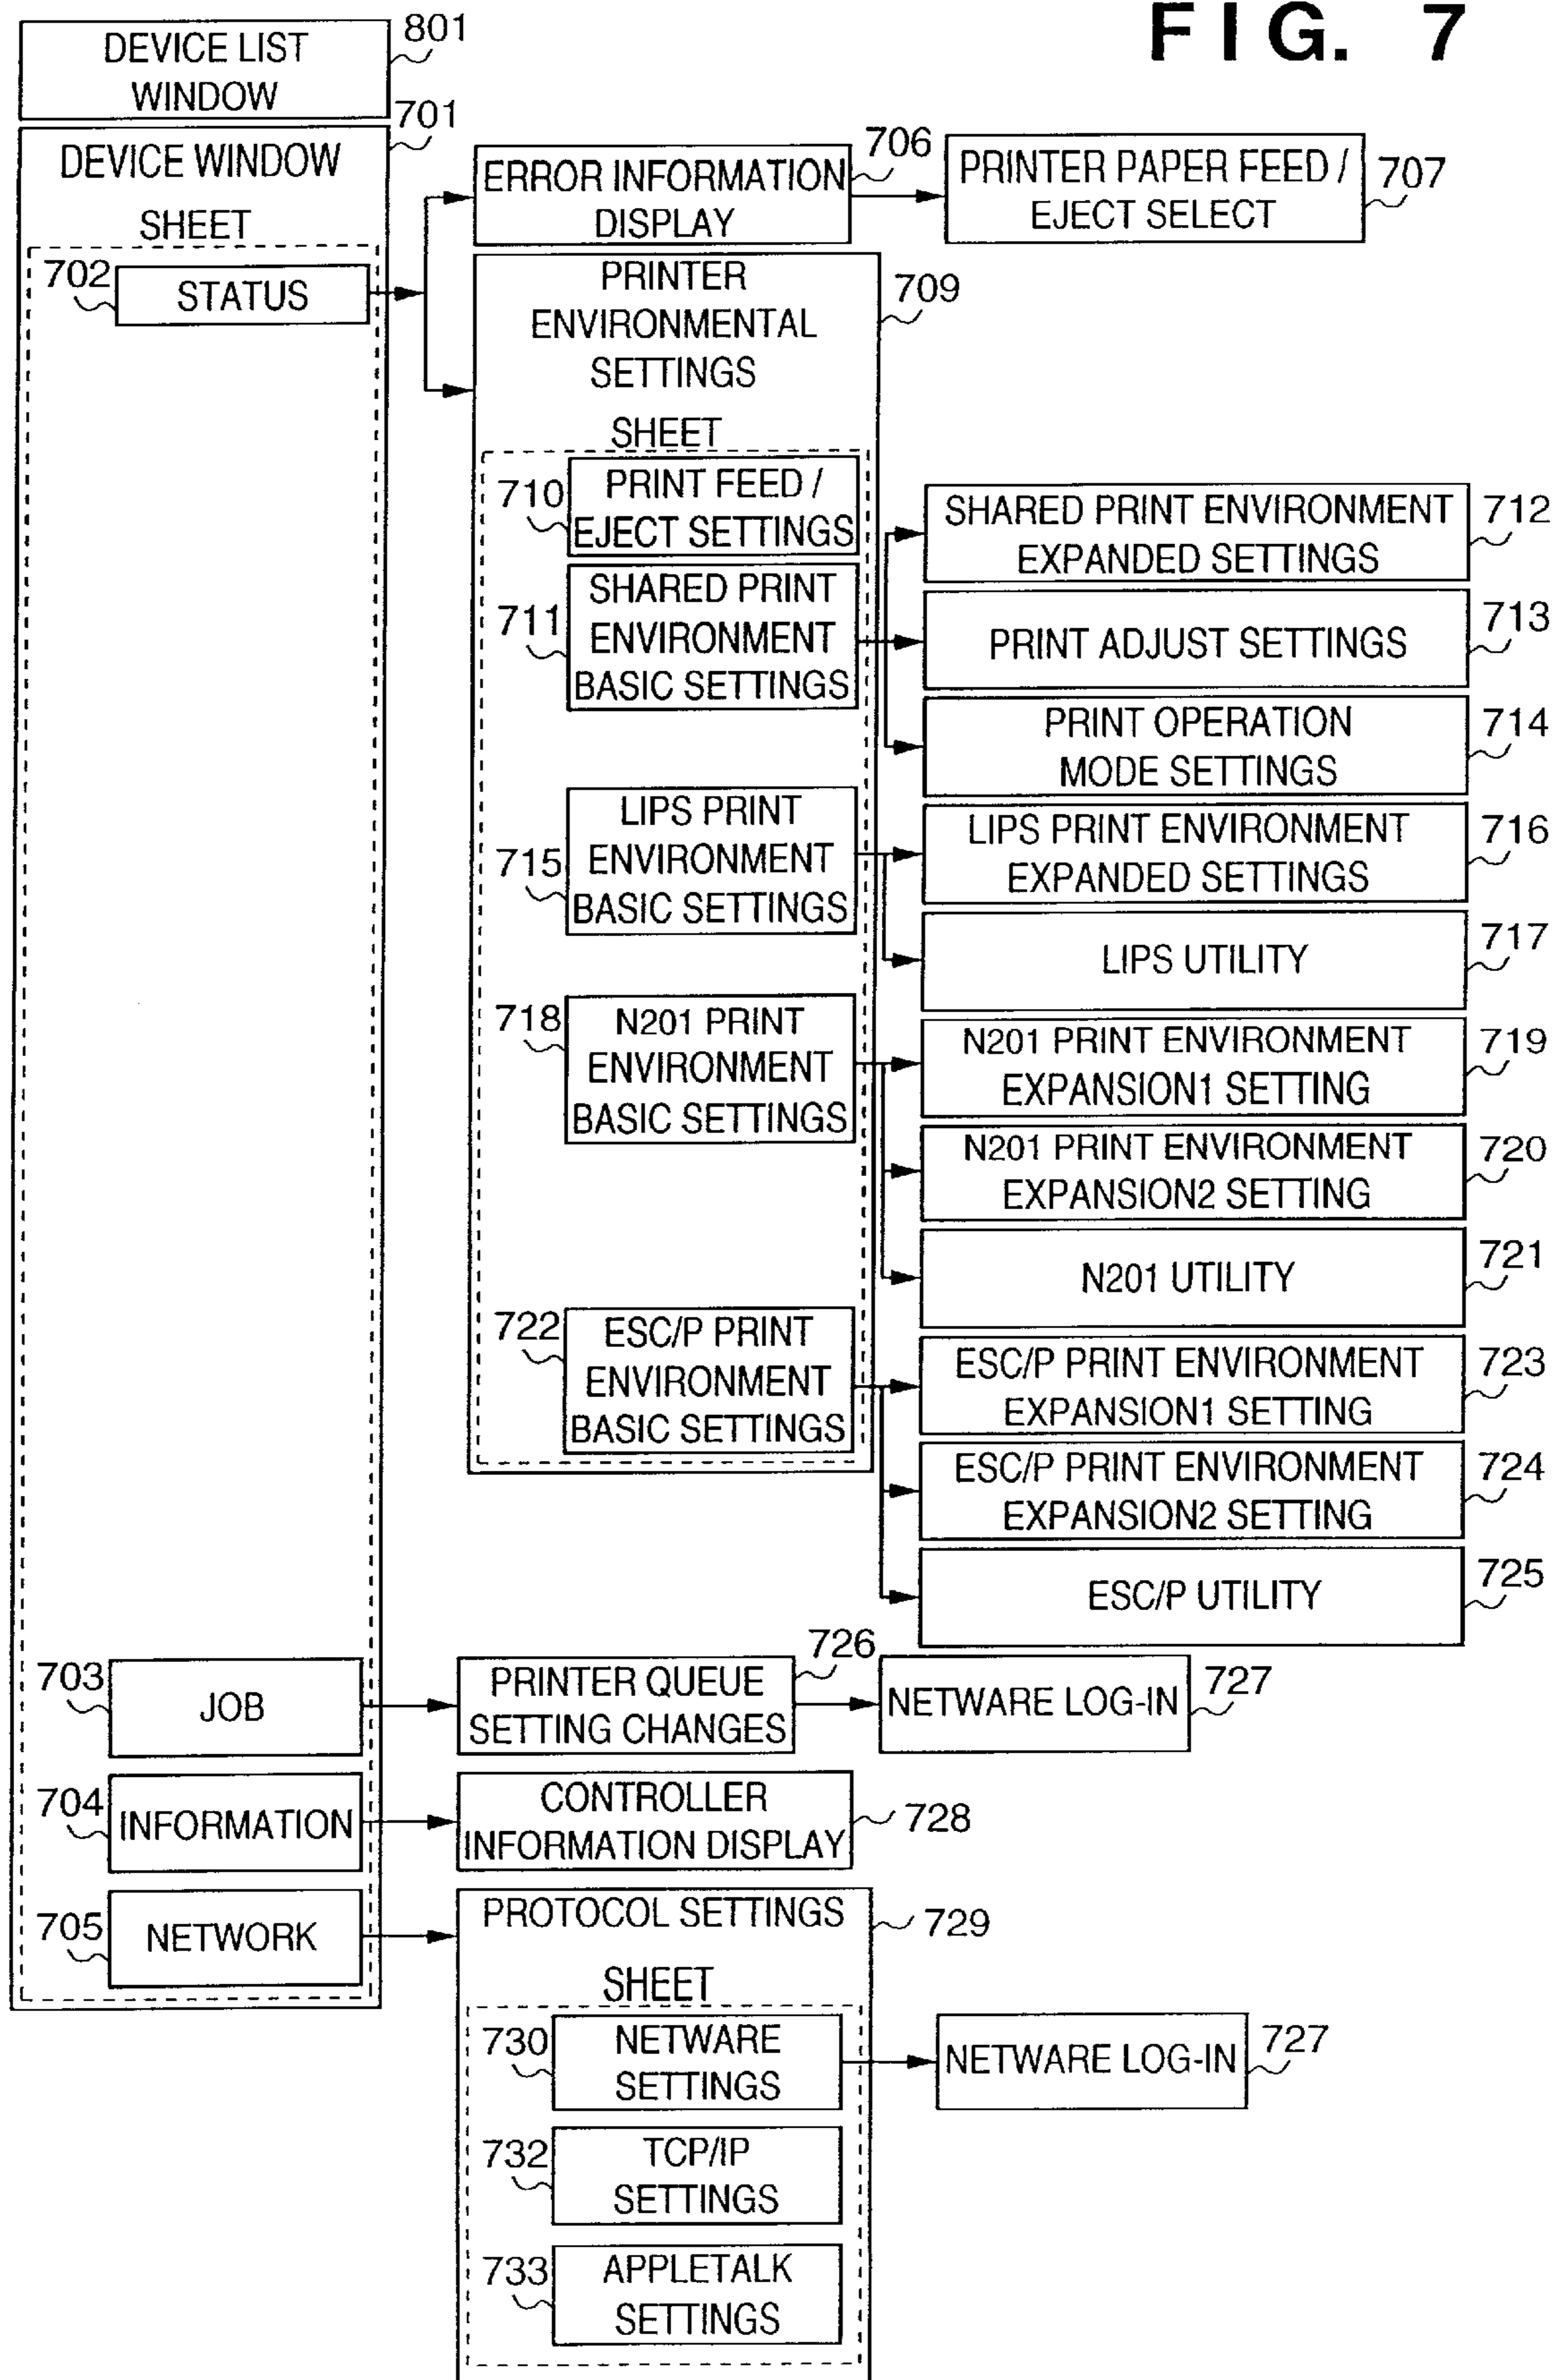 FIG. 7
DEVICE LIST
WINDOW
801
DEVICE WINDOW
701
SHEET
702
STATUS
ERROR INFORMATION
DISPLAY
706
PRINTER PAPER FEED /
EJECT SELECT
707
PRINTER
ENVIRONMENTAL
SETTINGS
709
SHEET
710
PRINT FEED /
EJECT SETTINGS
711
SHARED PRINT
ENVIRONMENT
BASIC SETTINGS
SHARED PRINT ENVIRONMENT
EXPANDED SETTINGS
712
PRINT ADJUST SETTINGS
713
PRINT OPERATION
MODE SETTINGS
714
715
LIPS PRINT
ENVIRONMENT
BASIC SETTINGS
LIPS PRINT ENVIRONMENT
EXPANDED SETTINGS
716
LIPS UTILITY
717
718
N201 PRINT
ENVIRONMENT
BASIC SETTINGS
N201 PRINT ENVIRONMENT
EXPANSION1 SETTING
719
N201 PRINT ENVIRONMENT
EXPANSION2 SETTING
720
N201 UTILITY
721
722
ESC/P PRINT
ENVIRONMENT
BASIC SETTINGS
ESC/P PRINT ENVIRONMENT
EXPANSION1 SETTING
723
ESC/P PRINT ENVIRONMENT
EXPANSION2 SETTING
724
ESC/P UTILITY
725
703
JOB
PRINTER QUEUE
SETTING CHANGES
726
NETWARE LOG-IN
727
704
INFORMATION
CONTROLLER
INFORMATION DISPLAY
728
705
NETWORK
PROTOCOL SETTINGS
729
SHEET
730
NETWARE
SETTINGS
NETWARE LOG-IN
727
732
TCP/IP
SETTINGS
733
APPLETALK
SETTINGS